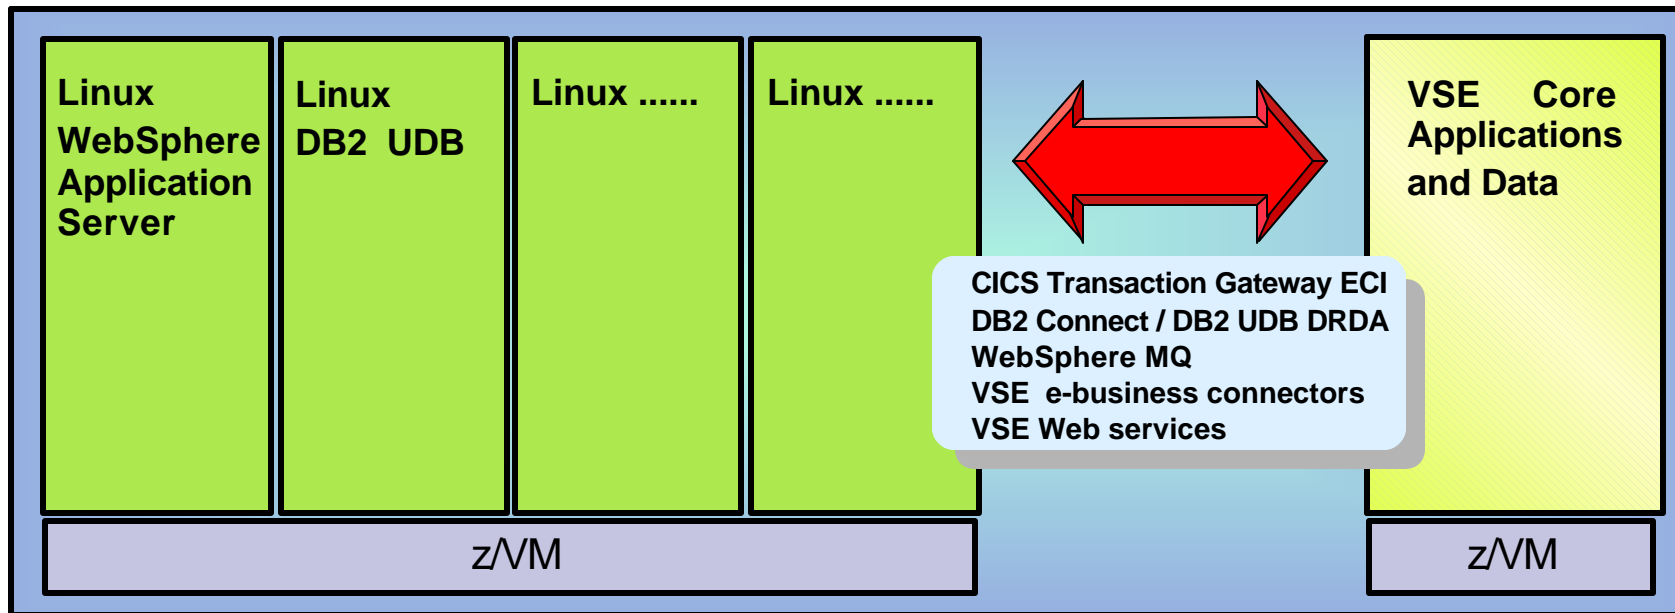 Linux
WebSphere
Application
Server
Linux
DB2 UDB
Linux ......
Linux ......
VSE Core
Applications
and Data
CICS Transaction Gateway ECI
DB2 Connect / DB2 UDB DRDA
WebSphere MQ
VSE e-business connectors
VSE Web services
z/VM
z/VM